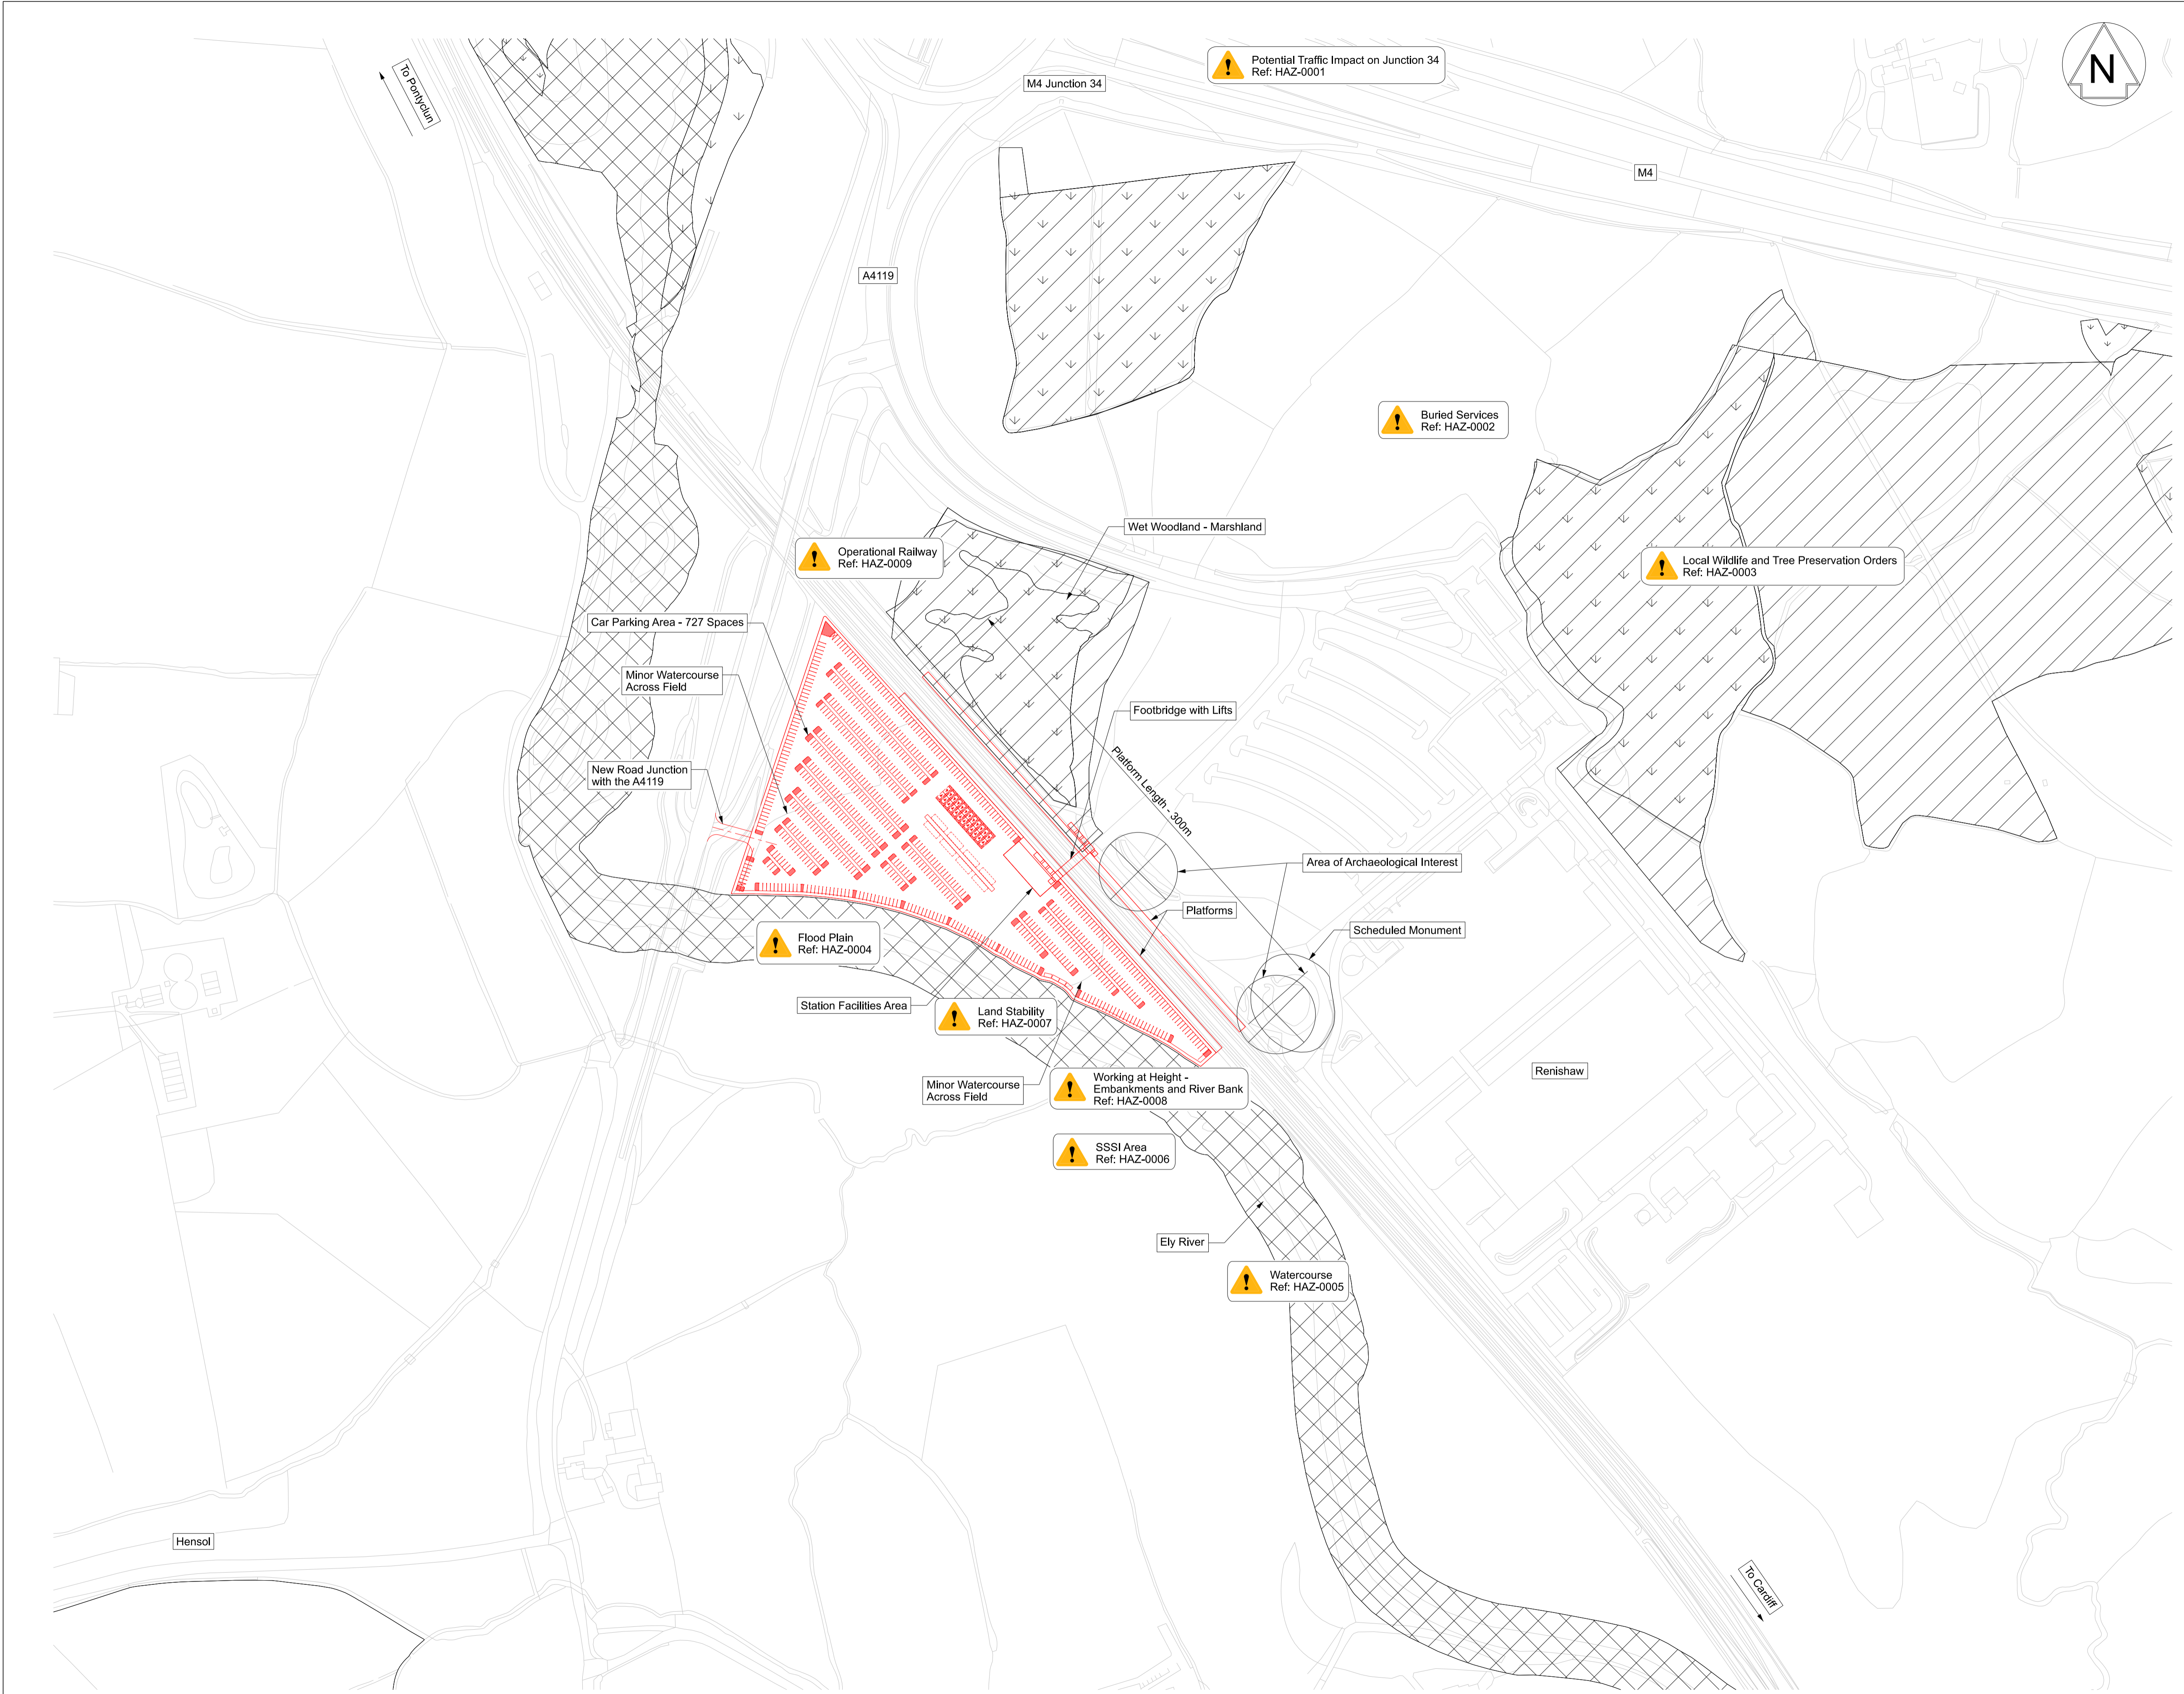 Potential Traffic Impact on Junction 34
Ref: HAZ-0001
N
To Pontyclun
M4 Junction 34
M4
A4119
Buried Services
Ref: HAZ-0002
Wet Woodland - Marshland
Operational Railway
Ref: HAZ-0009
Local Wildlife and Tree Preservation Orders
Ref: HAZ-0003
Car Parking Area - 727 Spaces
Minor Watercourse
Across Field
Footbridge with Lifts
New Road Junction
with the A4119
Platform Length - 300m
Area of Archaeological Interest
Platforms
Scheduled Monument
Flood Plain
Ref: HAZ-0004
Station Facilities Area
Land Stability
Ref: HAZ-0007
Renishaw
Minor Watercourse
Across Field
Working at Height -
Embankments and River Bank
Ref: HAZ-0008
SSSI Area
Ref: HAZ-0006
Ely River
Watercourse
Ref: HAZ-0005
Hensol
To Cardiff